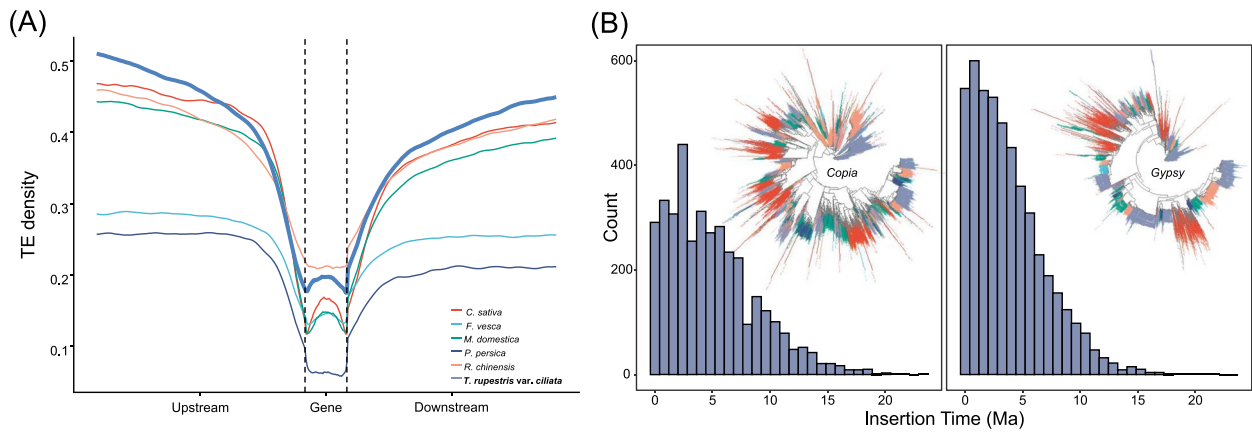 (A)
TE density
0.5
0.4
0.3
0.2
0.1
C. sativa
F. vesca
M. domestica
P. persica
R. chinensis
T. rupestris var. ciliata
Upstream
Gene
Downstream
(B)
Count
600
400
200
0
Copia
Gypsy
0 5 10 15 20
0 5 10 15 20
Insertion Time (Ma)